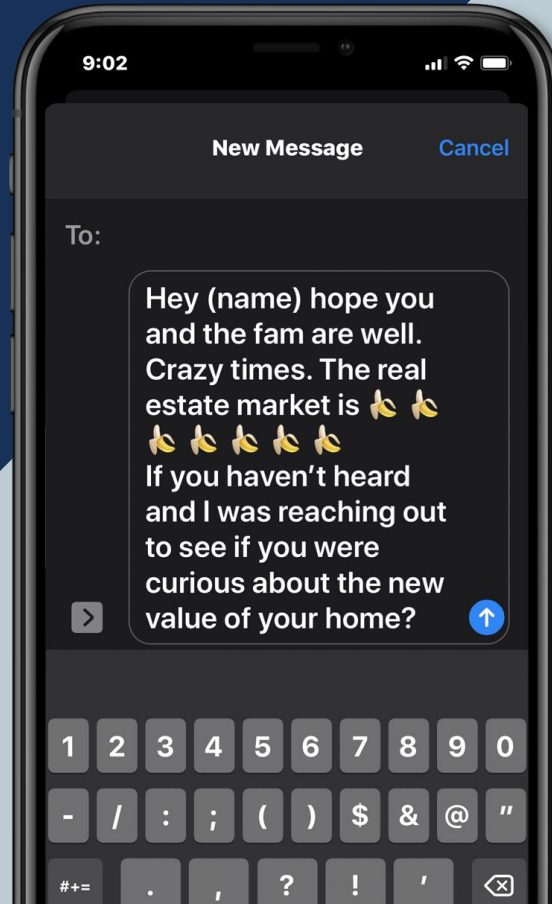 9:02
New Message
Cancel
To:
Hey (name) hope you
and the fam are well.
Crazy times. The real
estate market is 🍌 🍌
🍌 🍌 🍌 🍌 🍌
If you haven't heard
and I was reaching out
to see if you were
curious about the new
value of your home?
1 2 3 4 5 6 7 8 9 0
- / : ; ( ) $ & @ "
#+= . , ? ! '